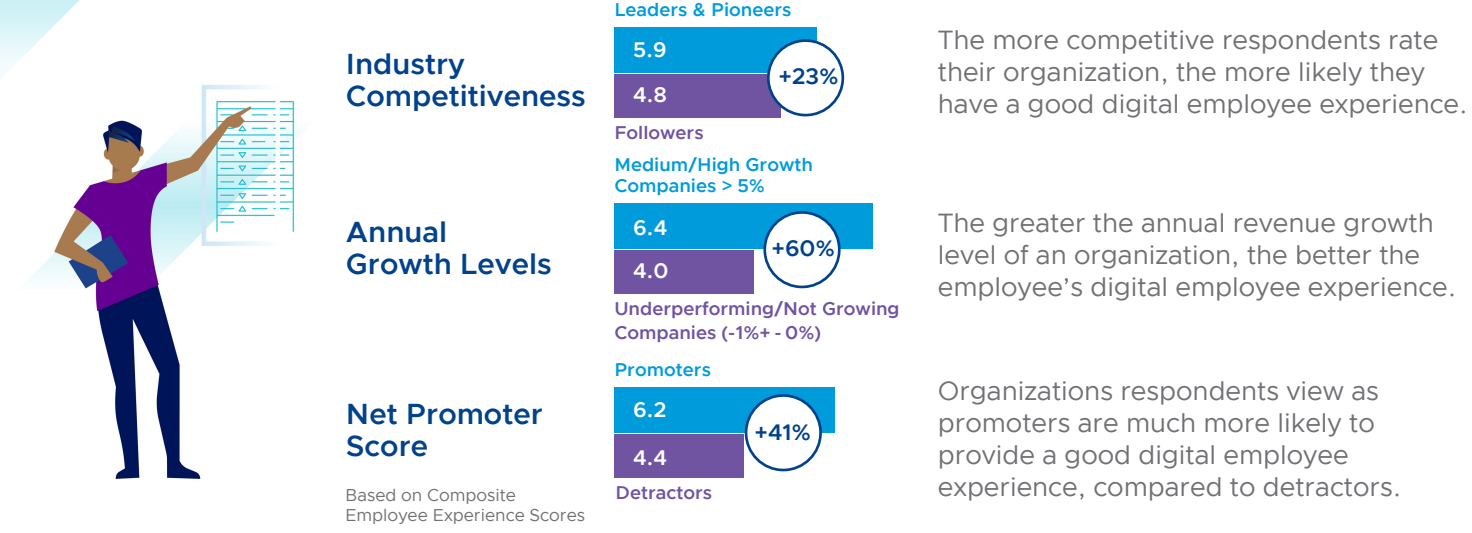 Industry
Competitiveness
Leaders & Pioneers
5.9
4.8
+23%
Followers
The more competitive respondents rate
their organization, the more likely they
have a good digital employee experience.
Annual
Growth Levels
Medium/High Growth
Companies > 5%
6.4
4.0
+60%
Underperforming/Not Growing
Companies (-1%+ - 0%)
The greater the annual revenue growth
level of an organization, the better the
employee’s digital employee experience.
Net Promoter
Score
Based on Composite
Employee Experience Scores
Promoters
6.2
4.4
+41%
Detractors
Organizations respondents view as
promoters are much more likely to
provide a good digital employee
experience, compared to detractors.